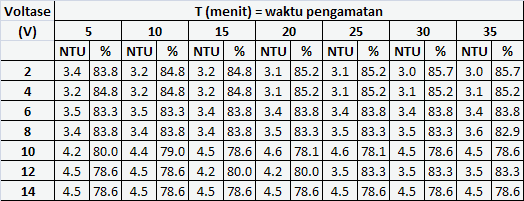 Voltase (V) T (menit) = waktu pengamatan
5 10 15 20 25 30 35
NTU % NTU % NTU % NTU % NTU % NTU % NTU %
2 3.4 83.8 3.2 84.8 3.2 84.8 3.1 85.2 3.1 85.2 3.0 85.7 3.0 85.7
4 3.2 84.8 3.2 84.8 3.2 84.8 3.1 85.2 3.1 85.2 3.1 85.2 3.1 85.2
6 3.5 83.3 3.5 83.3 3.4 83.8 3.4 83.8 3.4 83.8 3.4 83.8 3.4 83.8
8 3.4 83.8 3.4 83.8 3.4 83.8 3.5 83.3 3.5 83.3 3.5 83.3 3.6 82.9
10 4.2 80.0 4.4 79.0 4.5 78.6 4.6 78.1 4.6 78.1 4.5 78.6 4.5 78.6
12 4.5 78.6 4.5 78.6 4.2 80.0 4.2 80.0 3.5 83.3 3.5 83.3 3.5 83.3
14 4.5 78.6 4.5 78.6 4.5 78.6 4.5 78.6 4.5 78.6 4.5 78.6 4.5 78.6